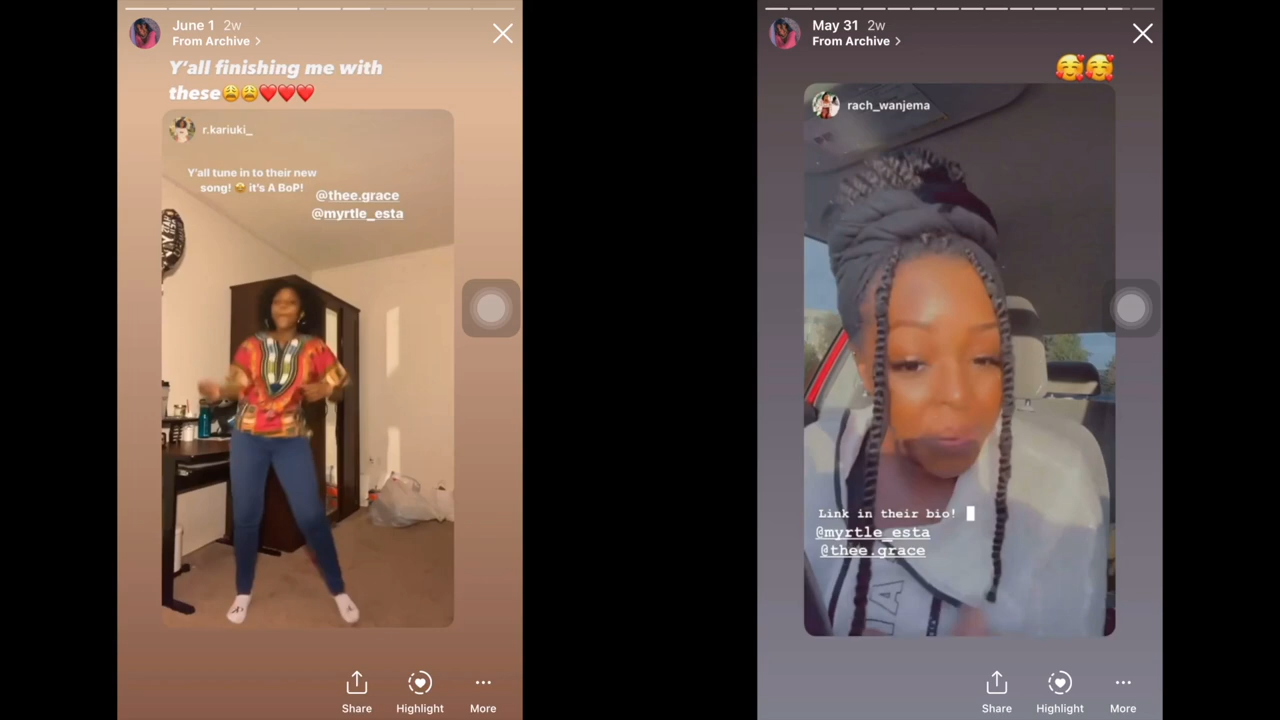 June 1 2w
From Archive >
Y'all finishing me with
these😩😩❤️❤️❤️
r.kariuki_
Y'all tune in to their new
song! 🤩 it's A BoP!
@thee.grace
@myrtle_esta
Share Highlight More
May 31 2w
From Archive >
🥰🥰
rach_wanjema
Link in their bio!
@myrtle_esta
@thee.grace
Share Highlight More